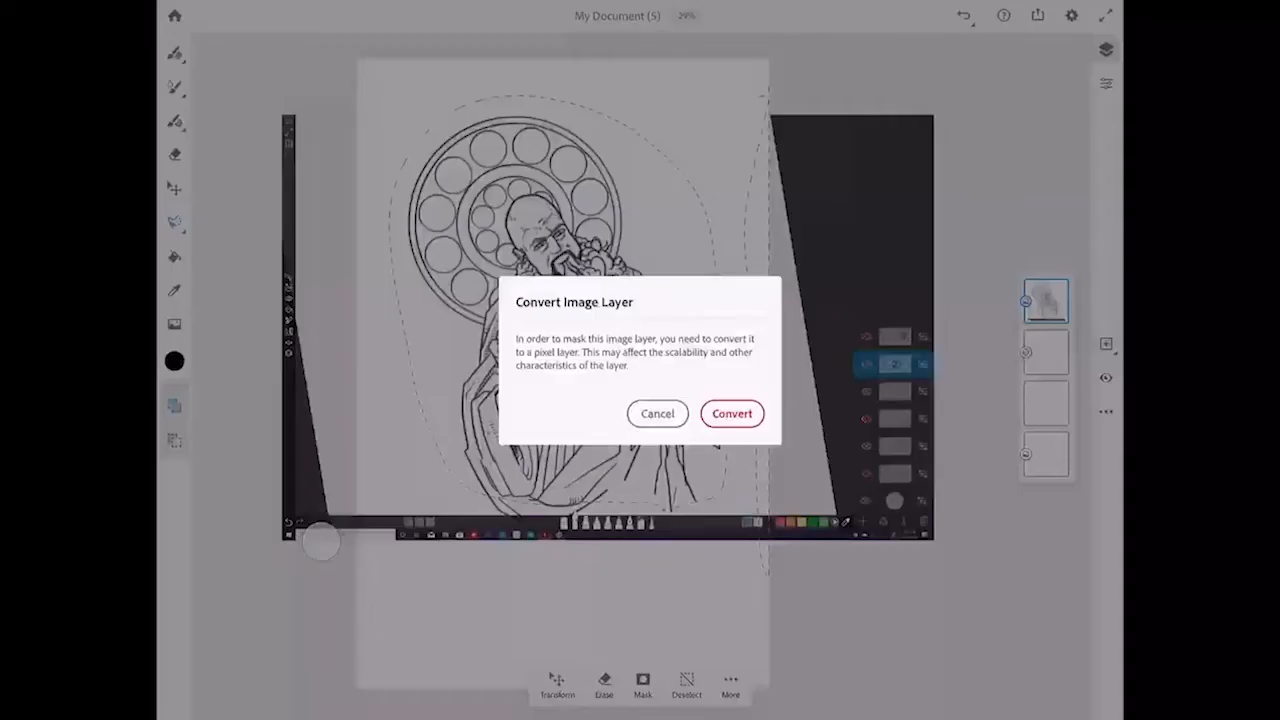 My Document (5) 29%
Convert Image Layer
In order to mask this image layer, you need to convert it
to a pixel layer. This may affect the scalability and other
characteristics of the layer.
Cancel Convert
Transform Erase Mask Deselect More